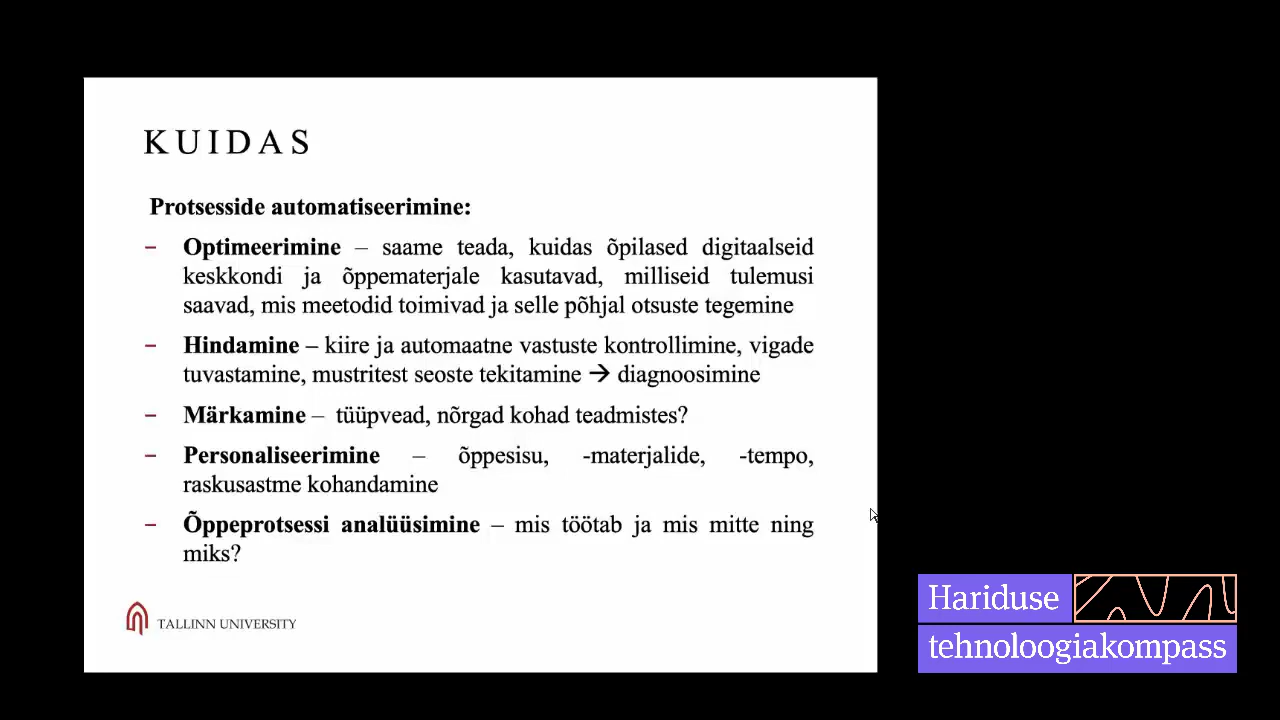 KUIDAS
Protsesside automatiseerimine:
– Optimeerimine – saame teada, kuidas õpilased digitaalseid
keskkondi ja õppematerjale kasutavad, milliseid tulemusi
saavad, mis meetodid toimivad ja selle põhjal otsuste tegemine
– Hindamine – kiire ja automaatne vastuste kontrollimine, vigade
tuvastamine, mustritest seoste tekitamine → diagnoosimine
– Märkamine – tüüpvead, nõrgad kohad teadmistes?
– Personaliseerimine – õppesisu, -materjalide, -tempo,
raskusastme kohandamine
– Õppeprotsessi analüüsimine – mis töötab ja mis mitte ning
miks?
TALLINN UNIVERSITY
Hariduse
tehnoloogiakompass